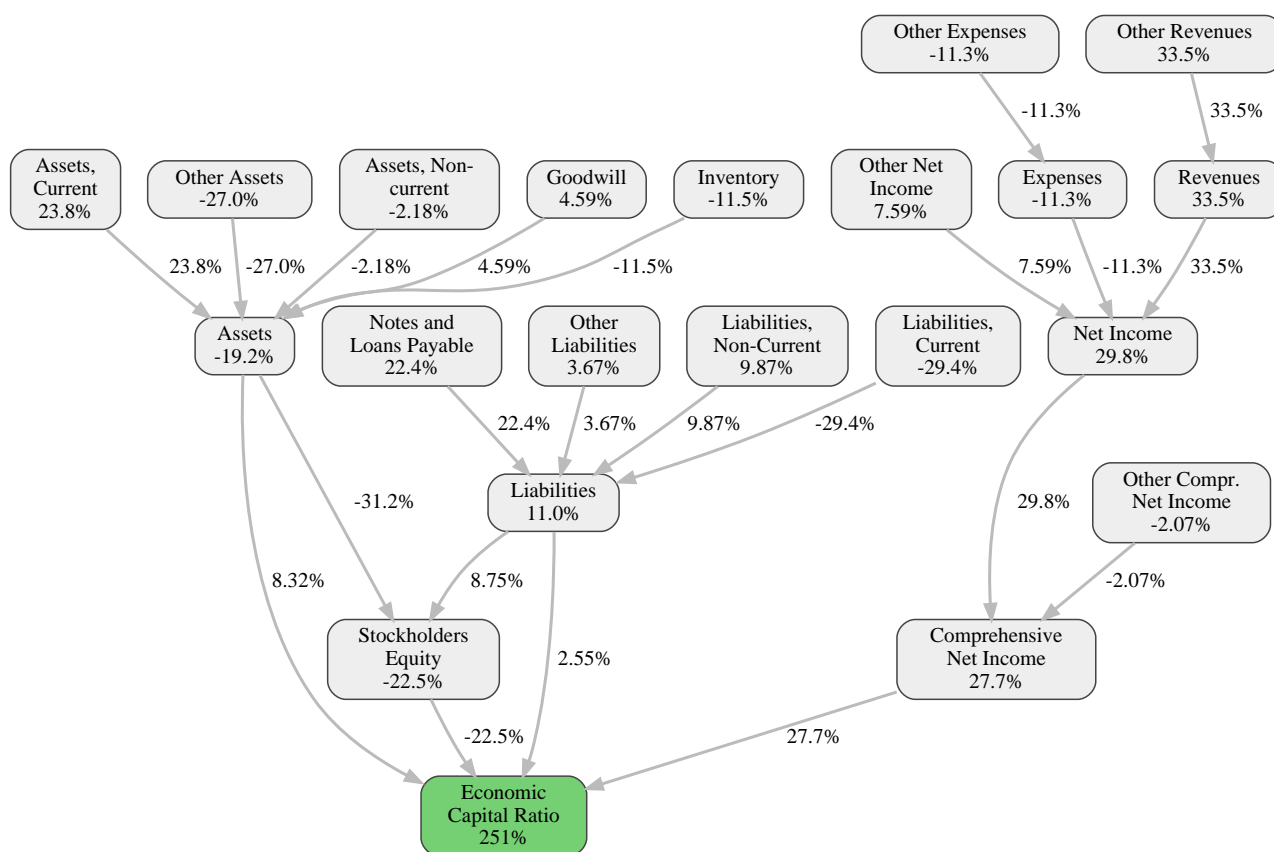 Other Expenses
-11.3%
Other Revenues
33.5%
-11.3%
33.5%
Assets,
Current
23.8%
Other Assets
-27.0%
Assets, Non-
current
-2.18%
Goodwill
4.59%
Inventory
-11.5%
Other Net
Income
7.59%
Expenses
-11.3%
Revenues
33.5%
23.8%
-27.0%
-2.18%
4.59%
-11.5%
7.59%
-11.3%
33.5%
Assets
-19.2%
Notes and
Loans Payable
22.4%
Other
Liabilities
3.67%
Liabilities,
Non-Current
9.87%
Liabilities,
Current
-29.4%
Net Income
29.8%
22.4%
3.67%
9.87%
-29.4%
-31.2%
Liabilities
11.0%
29.8%
Other Compr.
Net Income
-2.07%
8.32%
8.75%
-2.07%
Stockholders
Equity
-22.5%
2.55%
Comprehensive
Net Income
27.7%
-22.5%
27.7%
Economic
Capital Ratio
251%